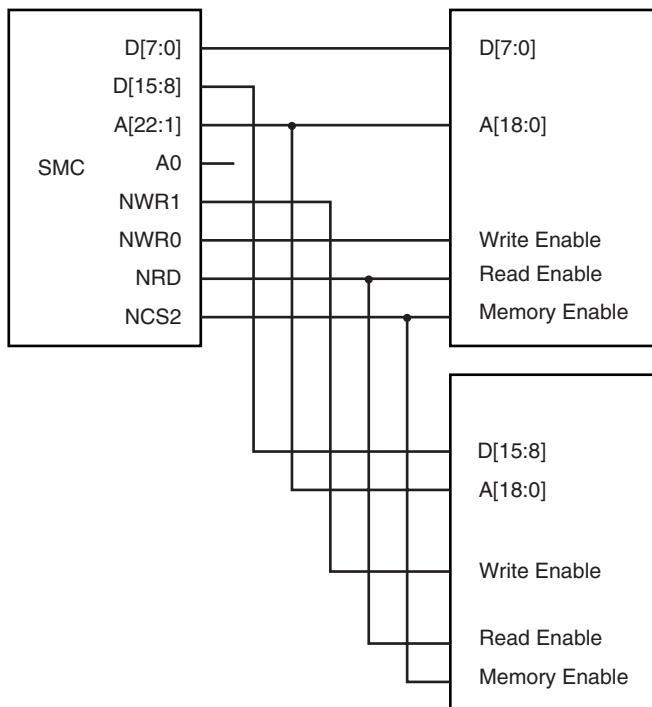 D[7:0]
D[15:8]
A[22:1]
SMC
A0
NWR1
NWR0
NRD
NCS2
D[7:0]
A[18:0]
Write Enable
Read Enable
Memory Enable
D[15:8]
A[18:0]
Write Enable
Read Enable
Memory Enable